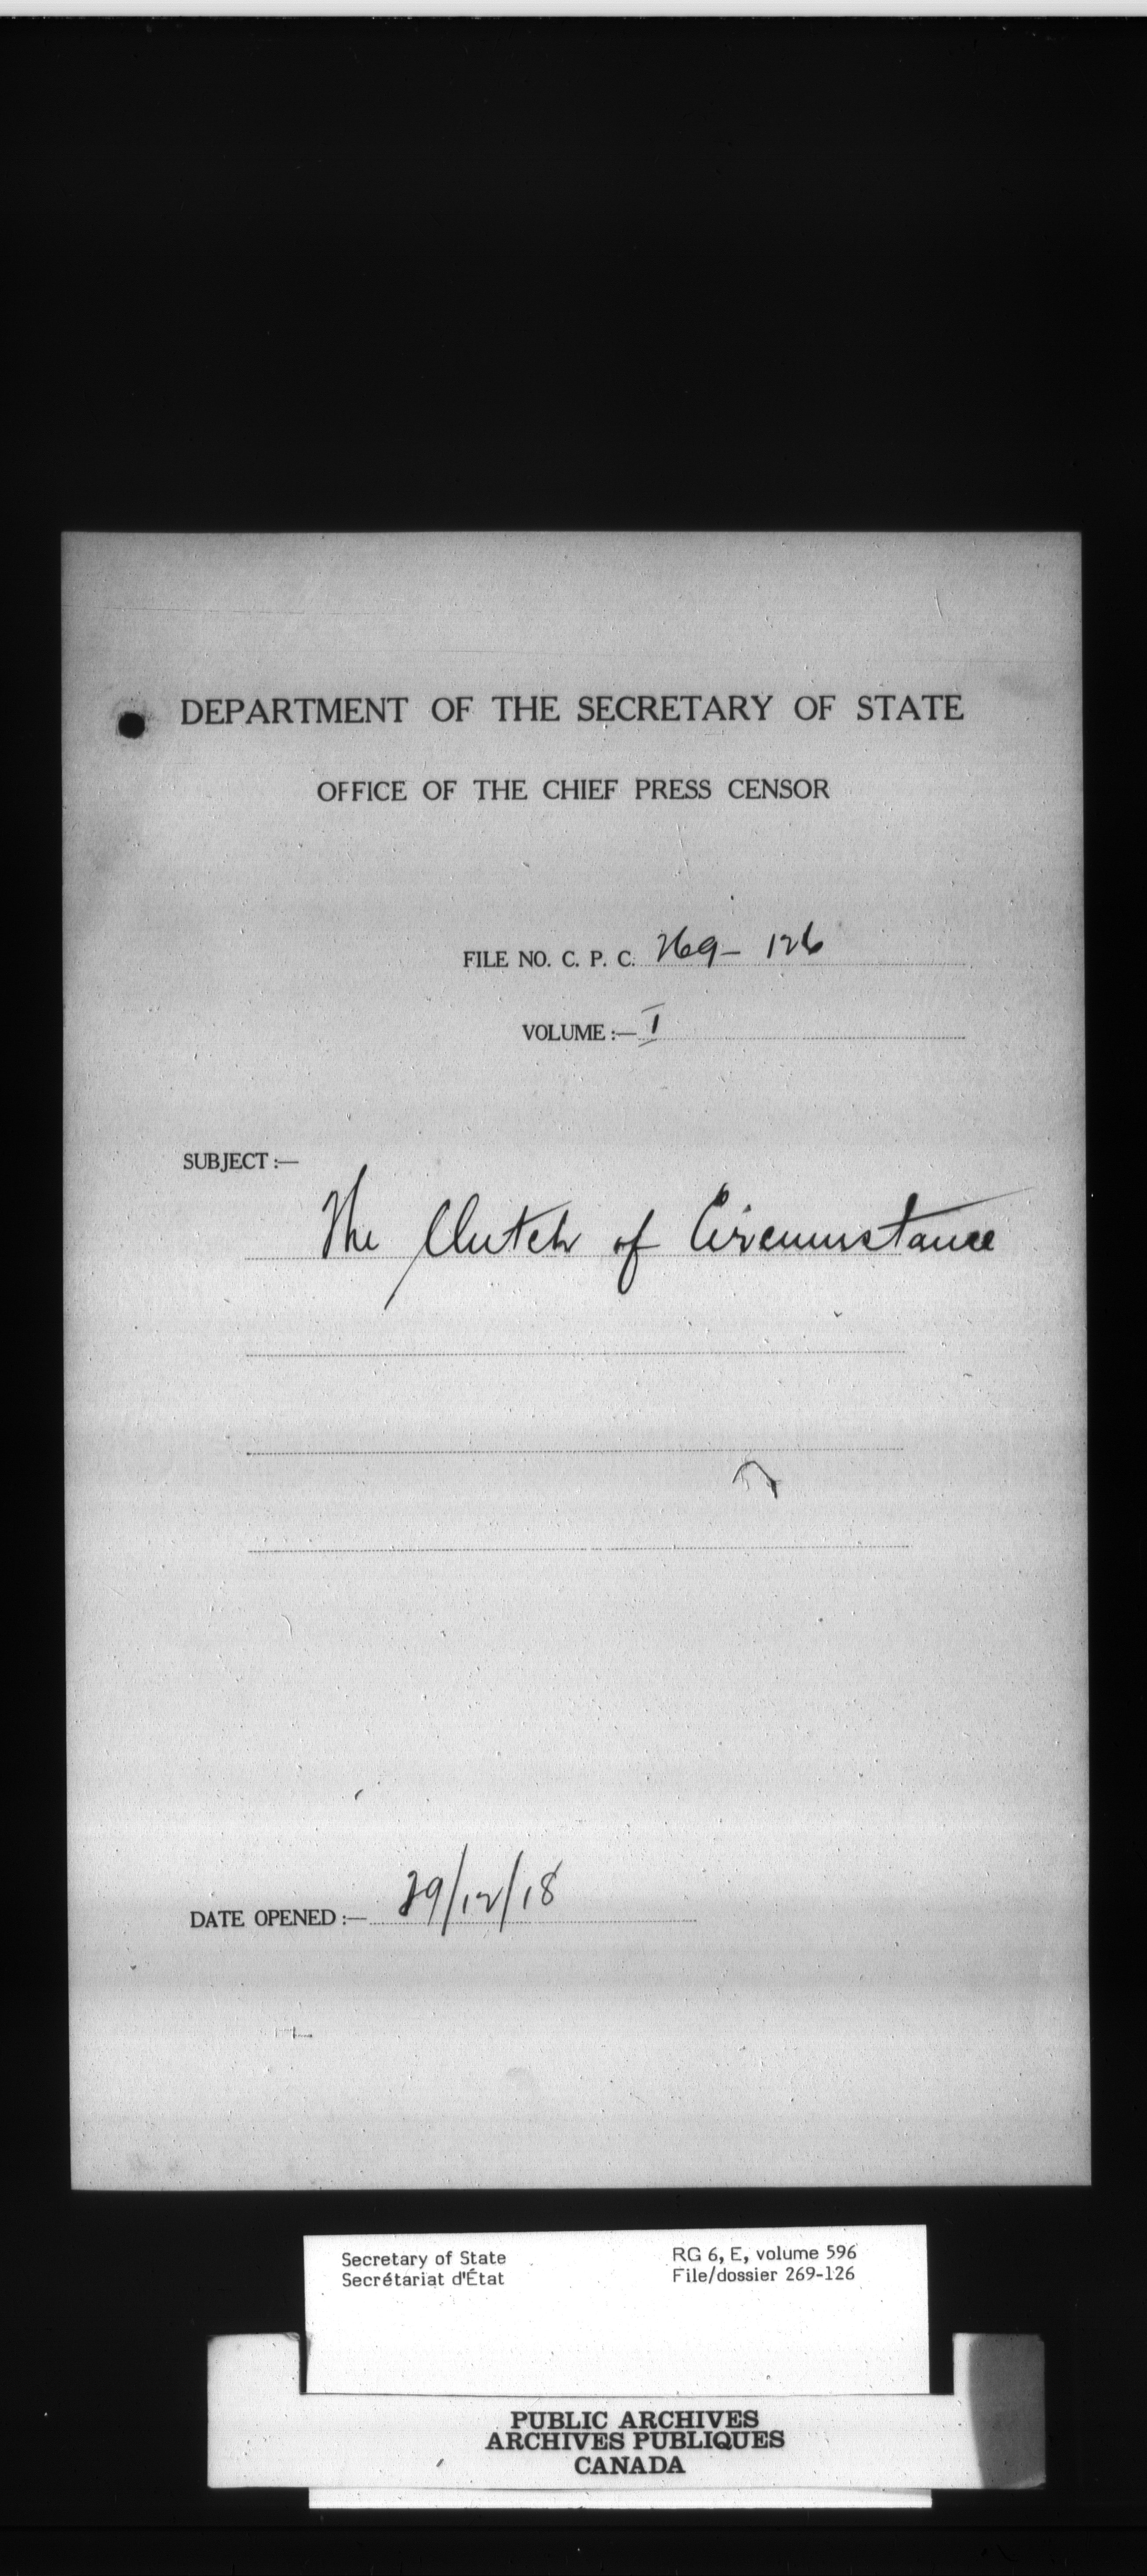 DEPARTMENT OF THE SECRETARY OF STATE
OFFICE OF THE CHIEF PRESS CENSOR
FILE NO. C. P. C. 269-126
VOLUME :— I
SUBJECT :—
The Clutch of Circumstance
DATE OPENED :— 29/12/18
Secretary of State RG 6, E, volume 596
Secrétariat d'État File/dossier 269-126
PUBLIC ARCHIVES
ARCHIVES PUBLIQUES
CANADA